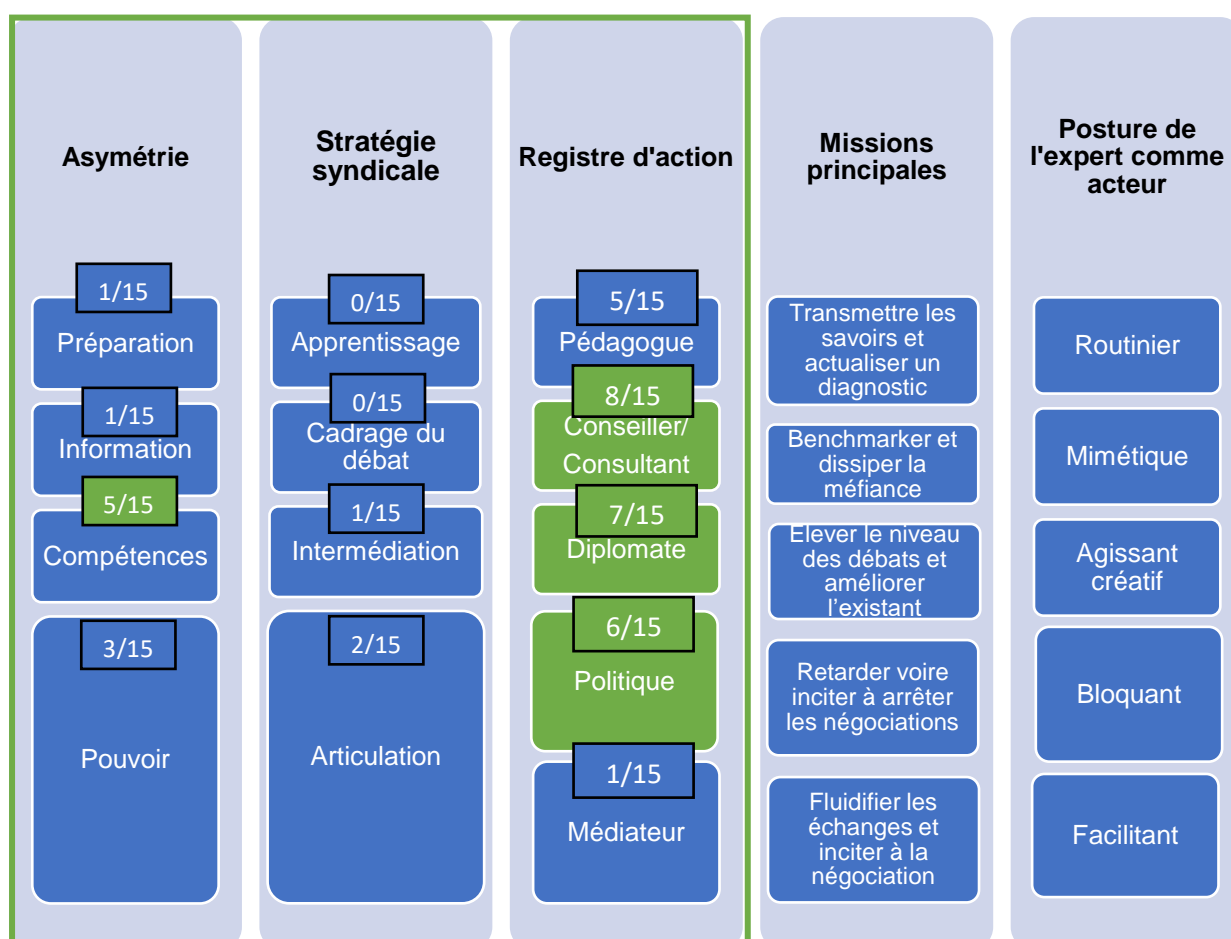 Asymétrie
1/15
Préparation
1/15
Information
5/15
Compétences
3/15
Pouvoir
Stratégie
syndicale
0/15
Apprentissage
0/15
Cadrage du
débat
1/15
Intermédiation
2/15
Articulation
Registre d'action
5/15
Pédagogue
8/15
Conseiller/
Consultant
7/15
Diplomate
6/15
Politique
1/15
Médiateur
Missions
principales
Transmettre les
savoirs et
actualiser un
diagnostic
Benchmarker et
dissiper la
méfiance
Elever le niveau
des débats et
améliorer
l’existant
Retarder voire
inciter à arrêter
les négociations
Fluidifier les
échanges et
inciter à la
négociation
Posture de
l'expert comme
acteur
Routinier
Mimétique
Agissant
créatif
Bloquant
Facilitant